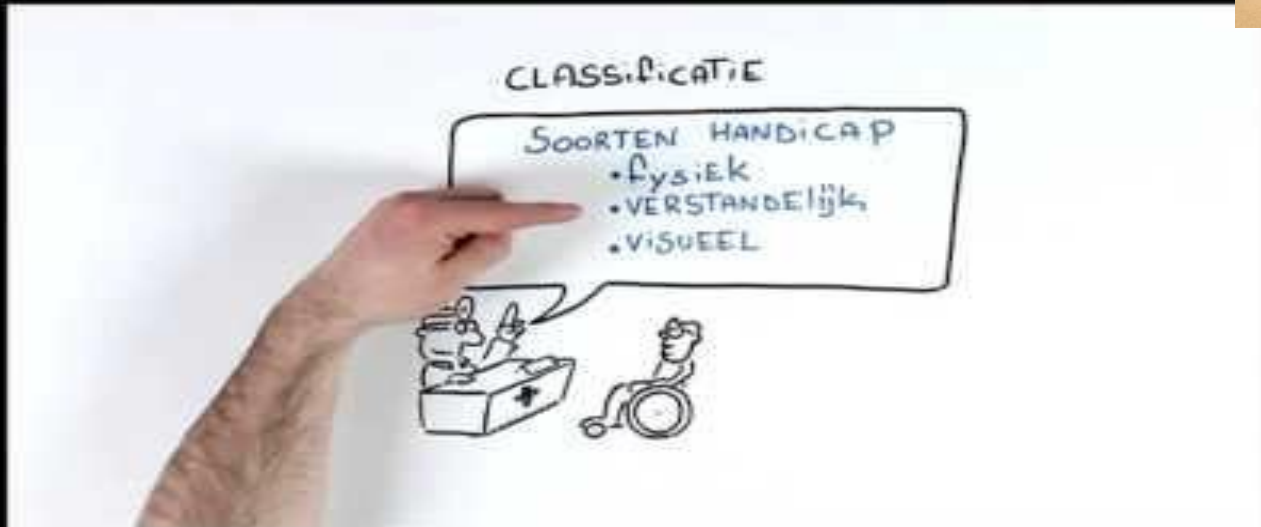 CLASSIFICATIE
SOORTEN HANDICAP
• fysiEK
• VERSTANDElijk
• VISUEEL